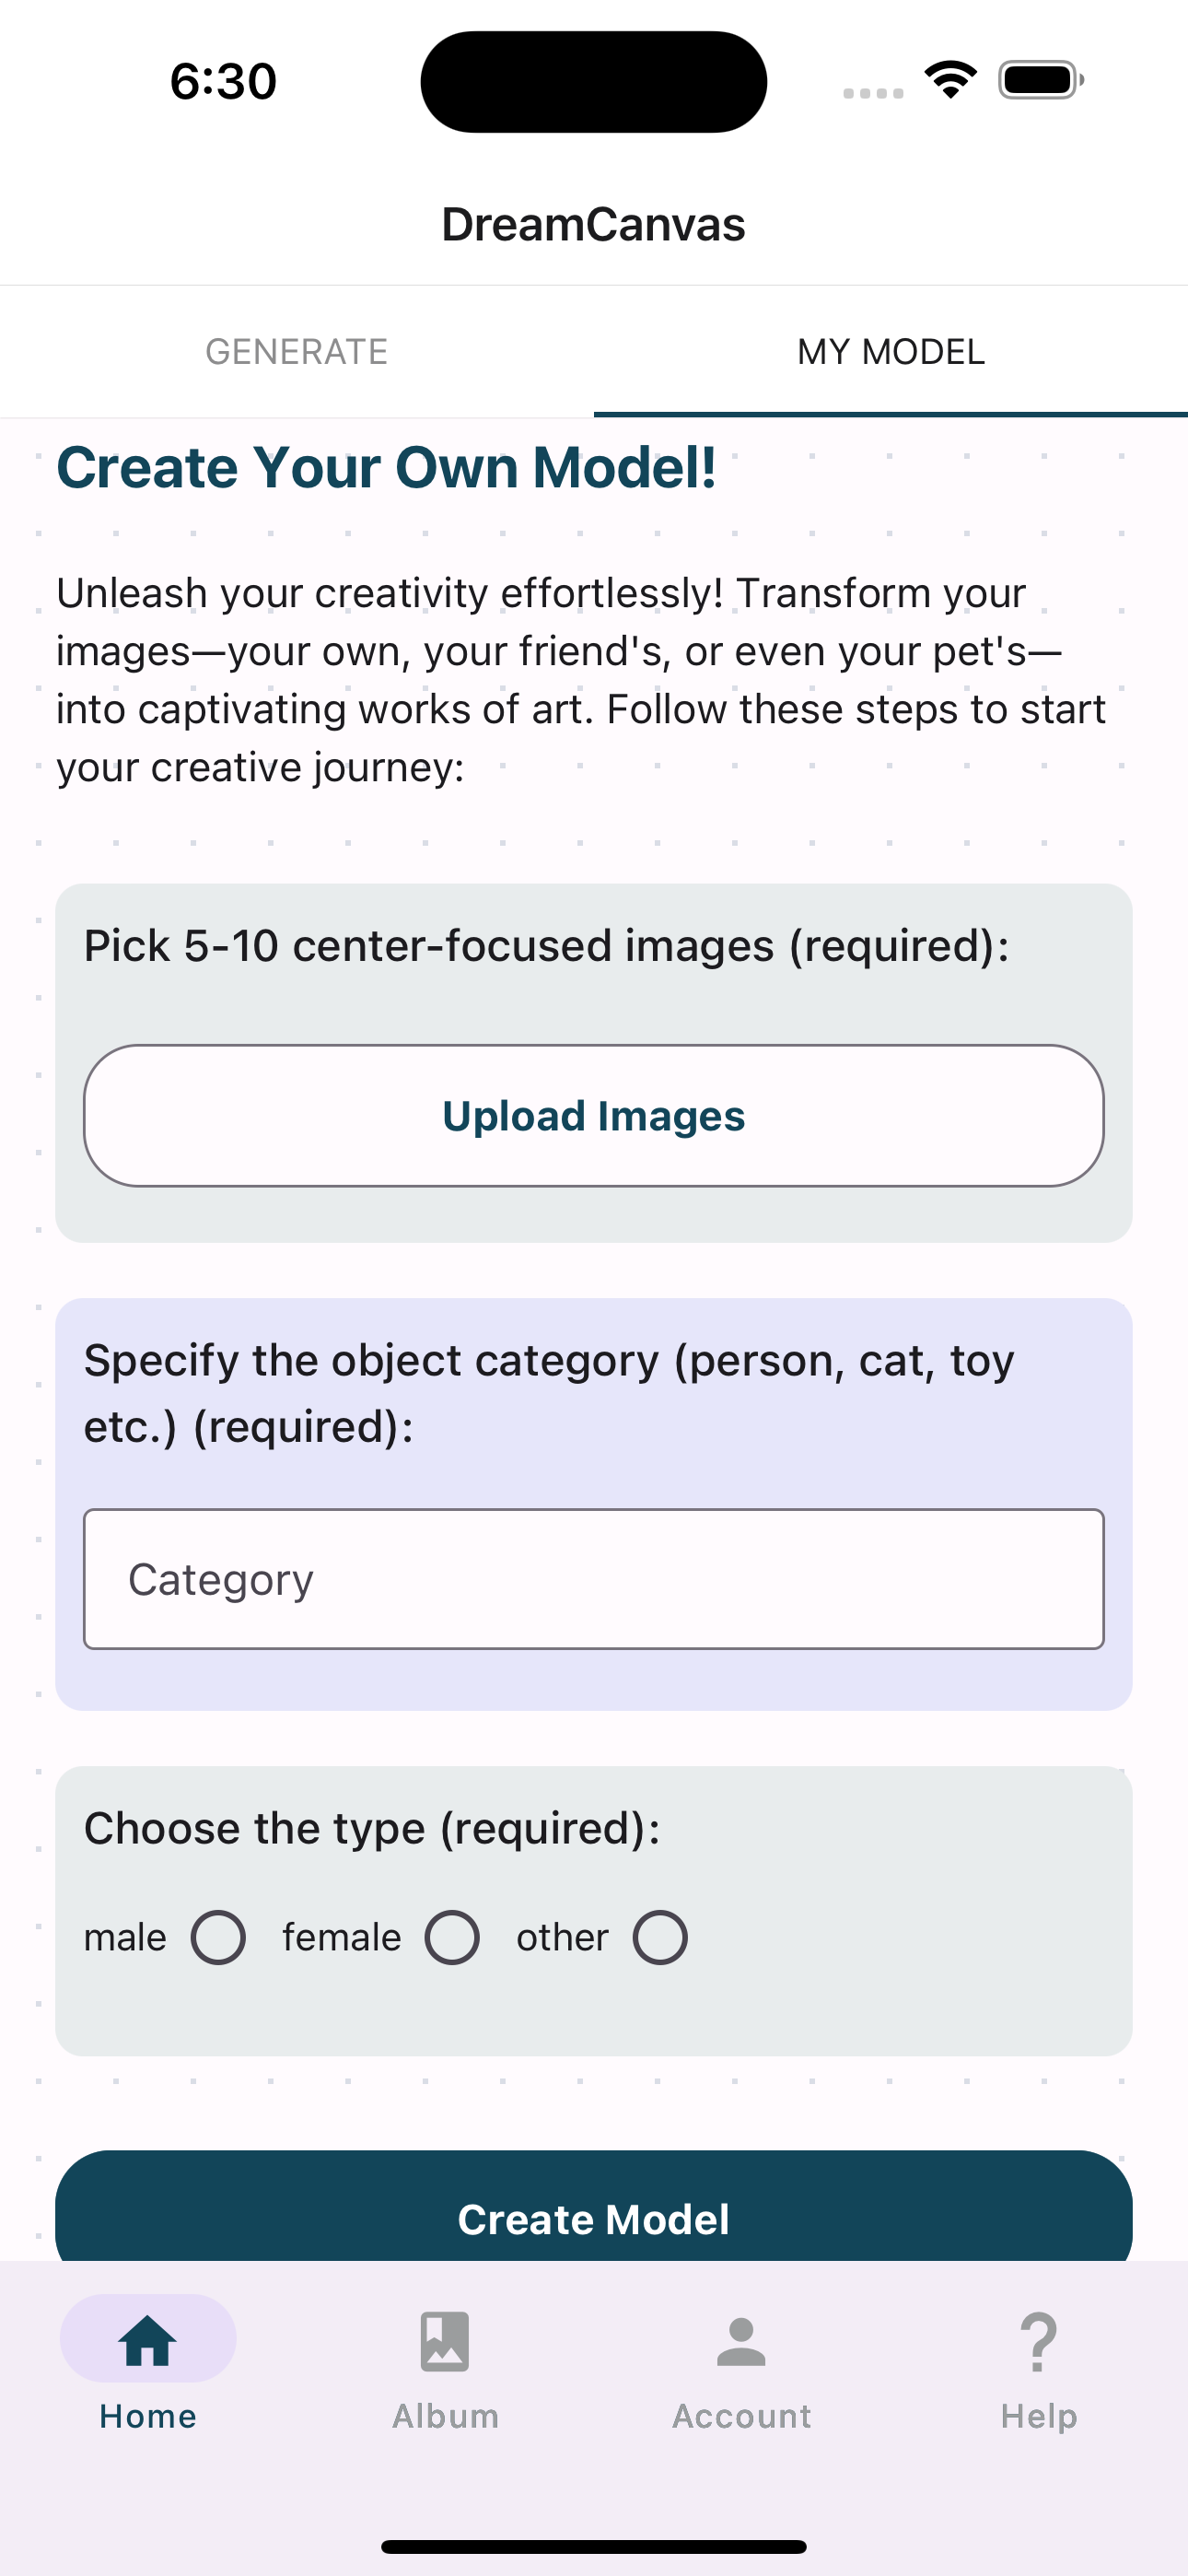 6:30
DreamCanvas
GENERATE
MY MODEL
Create Your Own Model!
Unleash your creativity effortlessly! Transform your
images—your own, your friend's, or even your pet's—
into captivating works of art. Follow these steps to start
your creative journey:
Pick 5-10 center-focused images (required):
Upload Images
Specify the object category (person, cat, toy
etc.) (required):
Category
Choose the type (required):
male female other
Create Model
Home
Album
Account
Help